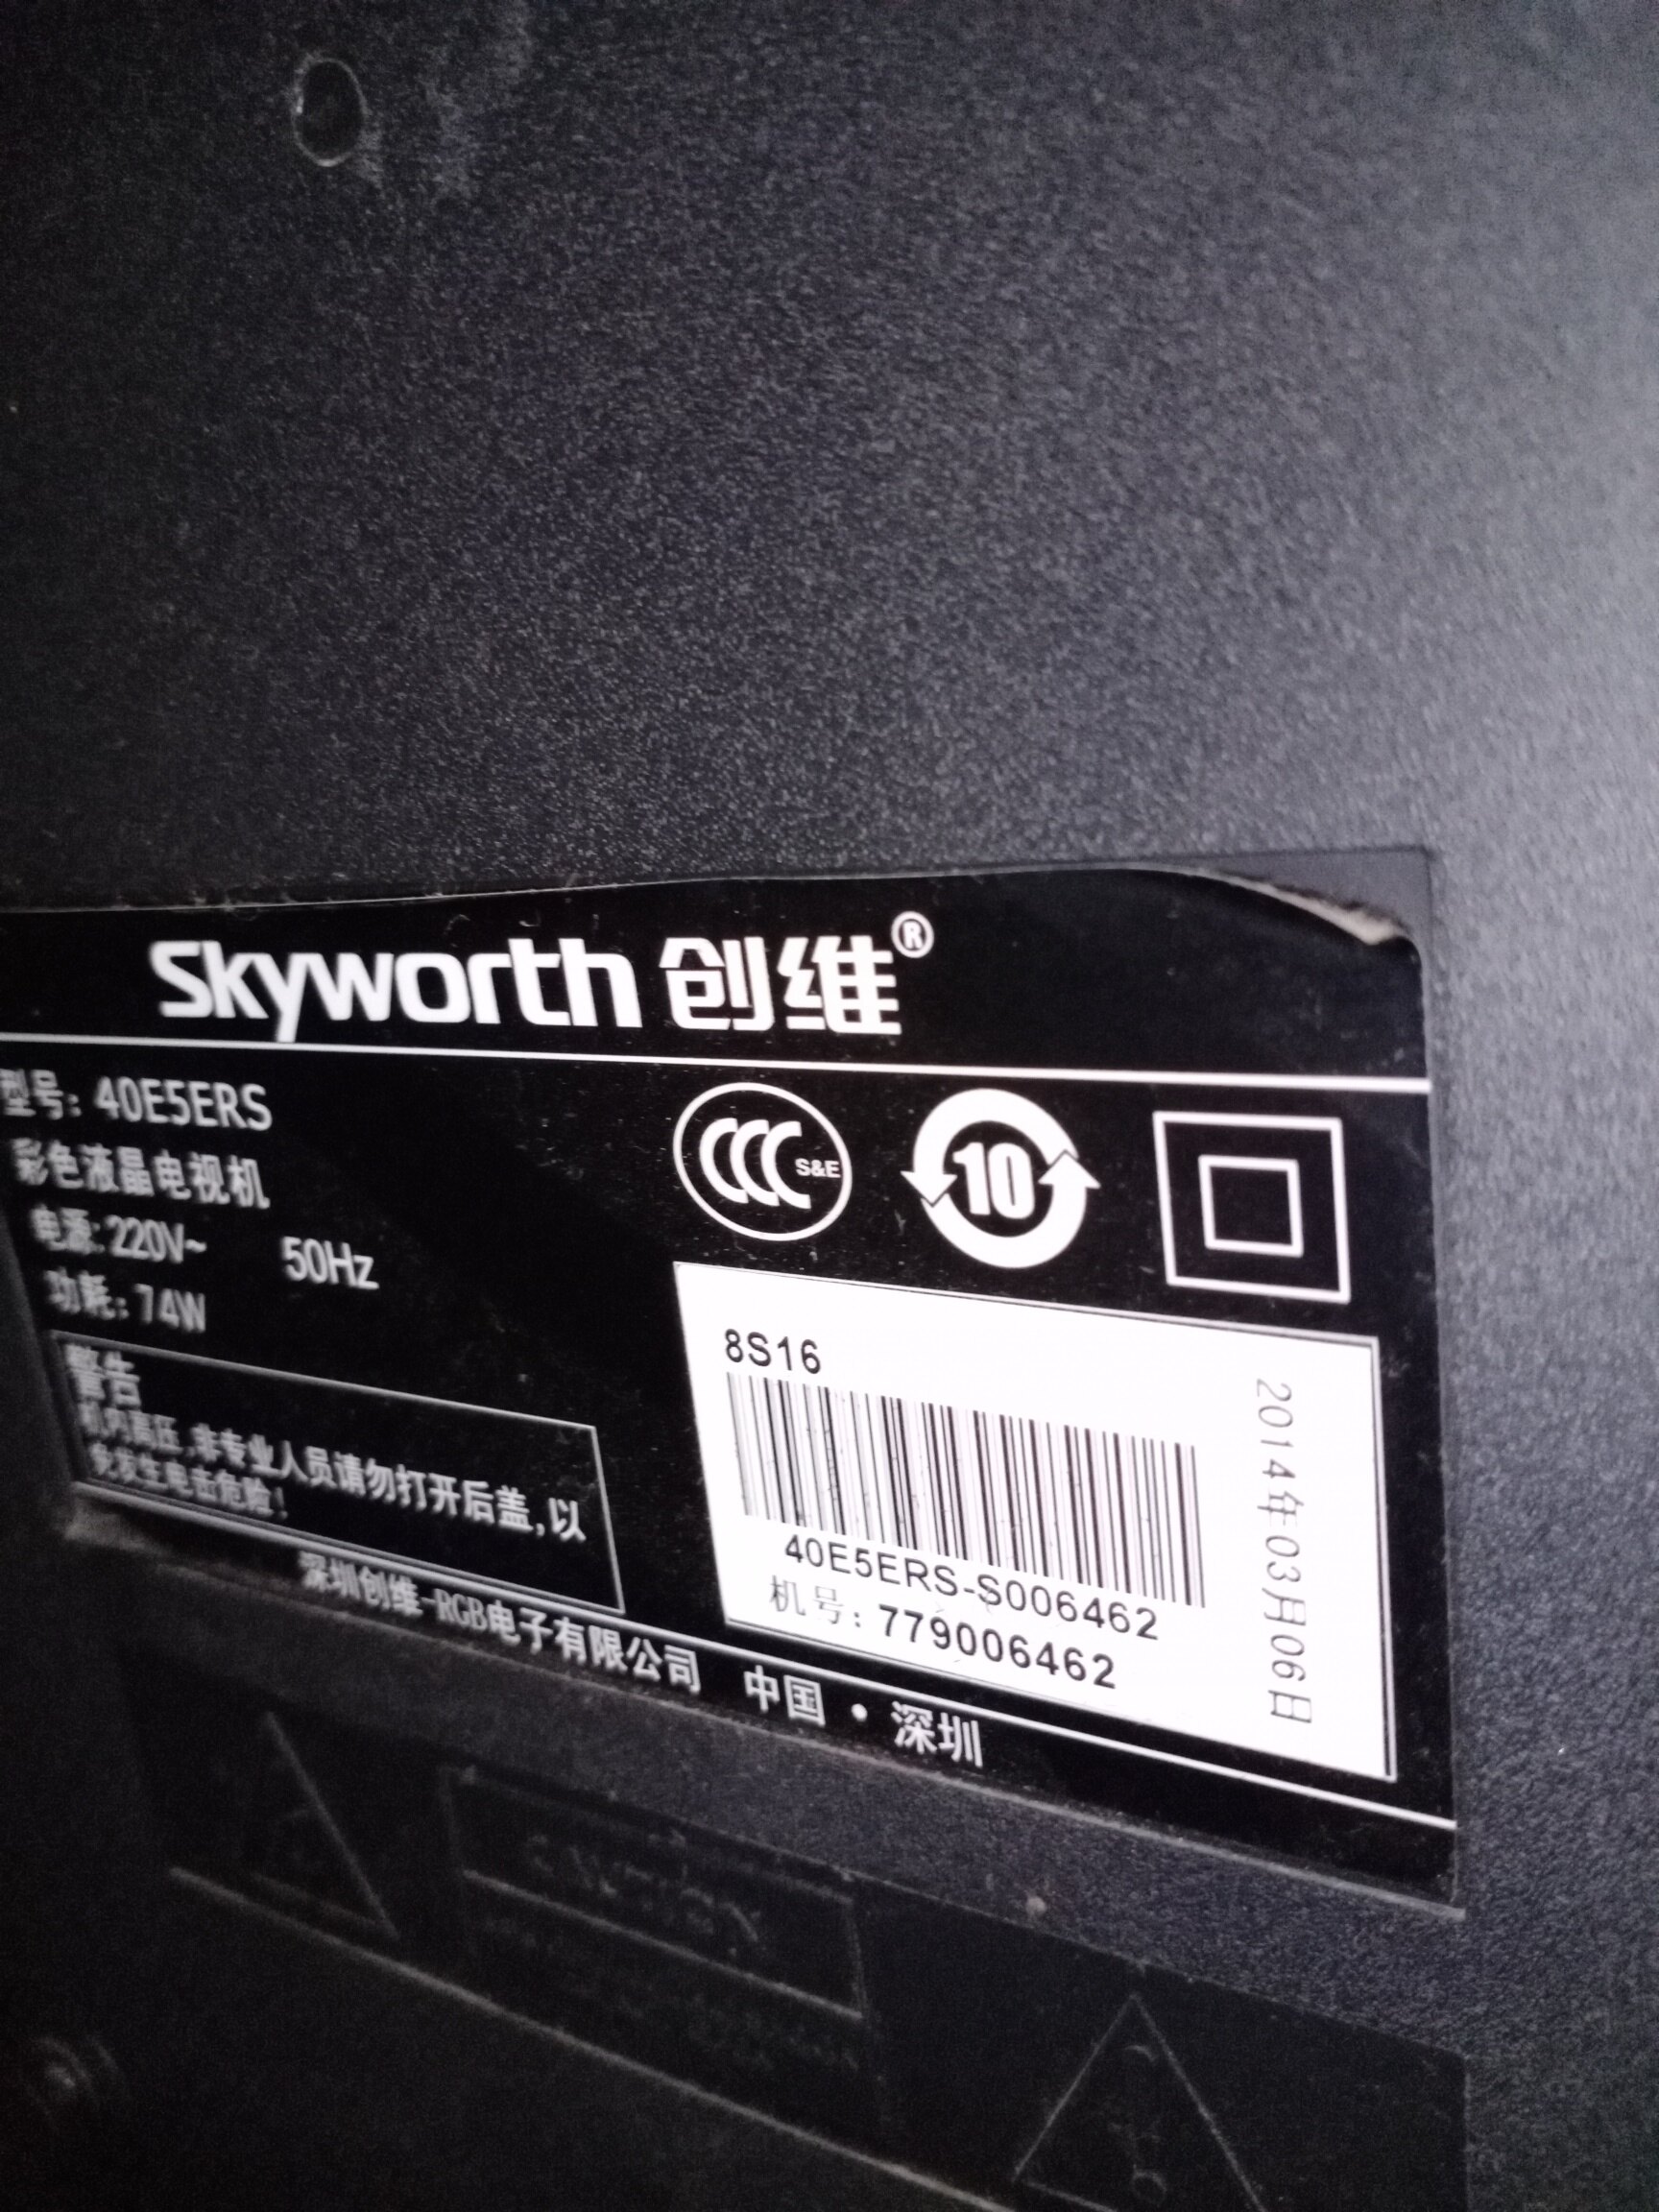 Skyworth 创维®
型号: 40E5ERS
彩色液晶电视机
电源: 220V~ 50Hz
功耗: 74W
警告
机内高压,非专业人员请勿打开后盖,以
免发生电击危险!
CCC S&E
10
8S16
40E5ERS-S006462
机号: 779006462
2014年03月06日
深圳创维-RGB电子有限公司 中国·深圳